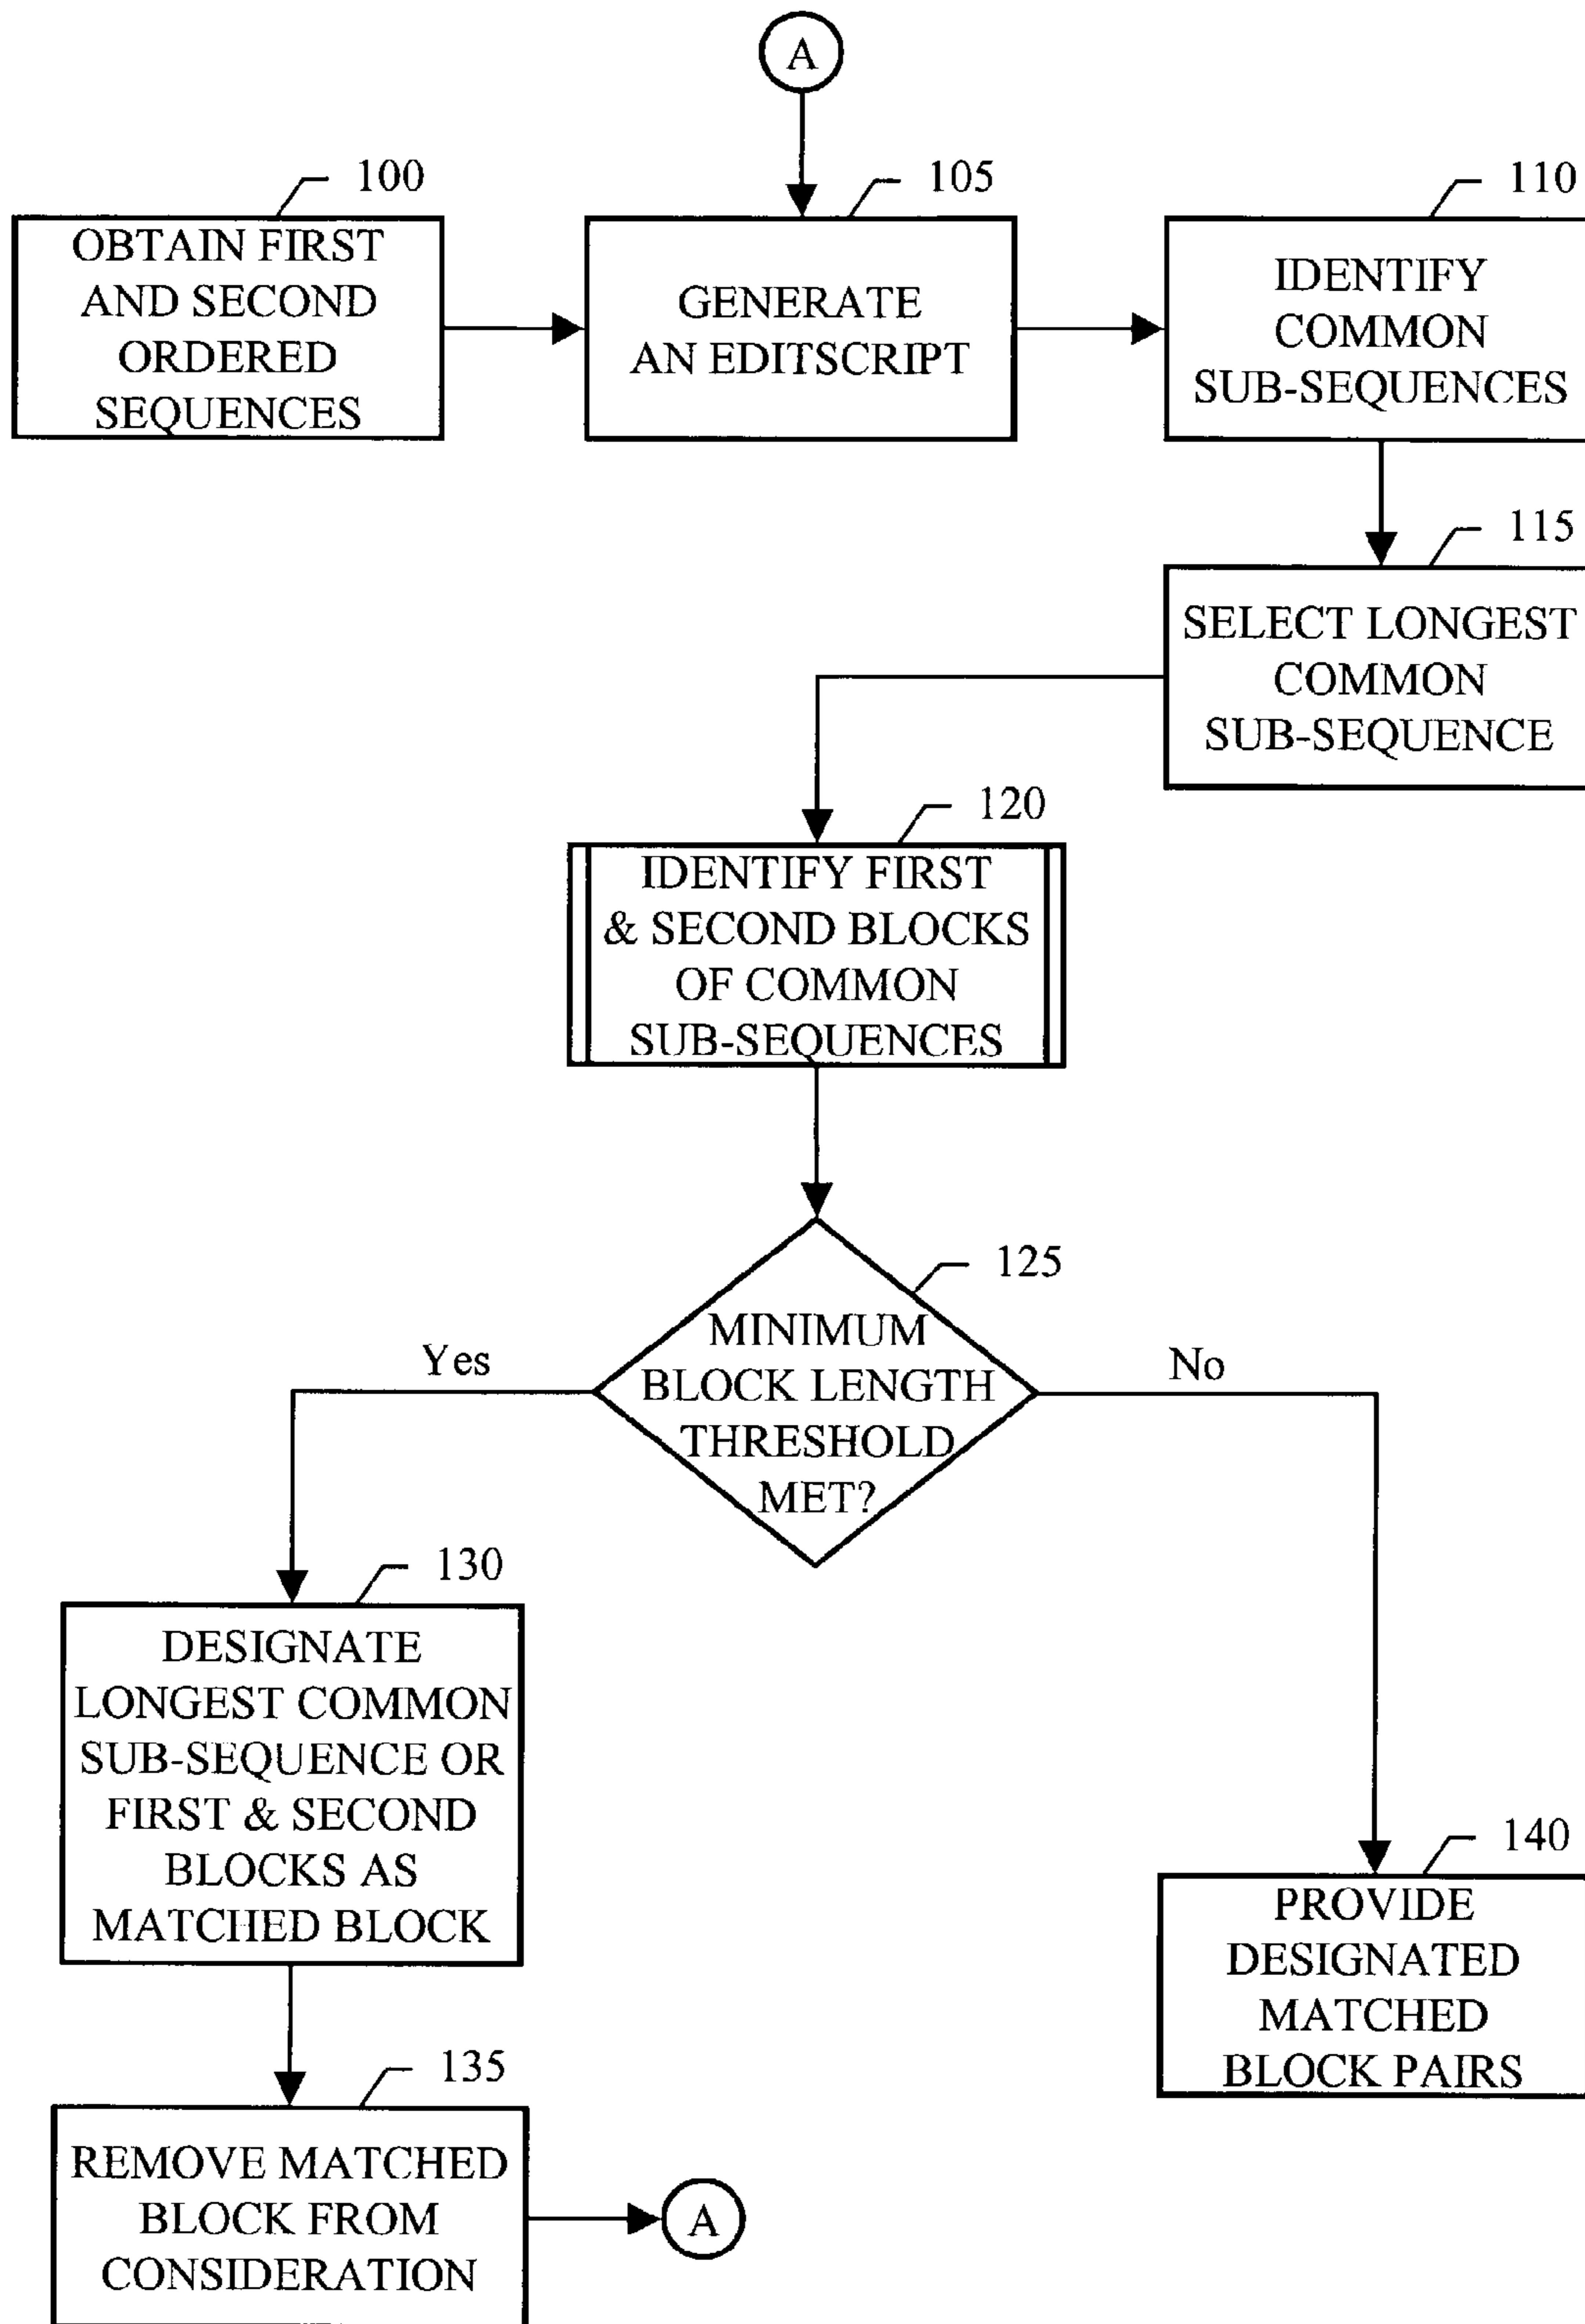 A
100
OBTAIN FIRST
AND SECOND
ORDERED
SEQUENCES
105
GENERATE
AN EDITSCRIPT
110
IDENTIFY
COMMON
SUB-SEQUENCES
115
SELECT LONGEST
COMMON
SUB-SEQUENCE
120
IDENTIFY FIRST
& SECOND BLOCKS
OF COMMON
SUB-SEQUENCES
125
MINIMUM
BLOCK LENGTH
THRESHOLD
MET?
Yes
No
130
DESIGNATE
LONGEST COMMON
SUB-SEQUENCE OR
FIRST & SECOND
BLOCKS AS
MATCHED BLOCK
140
PROVIDE
DESIGNATED
MATCHED
BLOCK PAIRS
135
REMOVE MATCHED
BLOCK FROM
CONSIDERATION
A